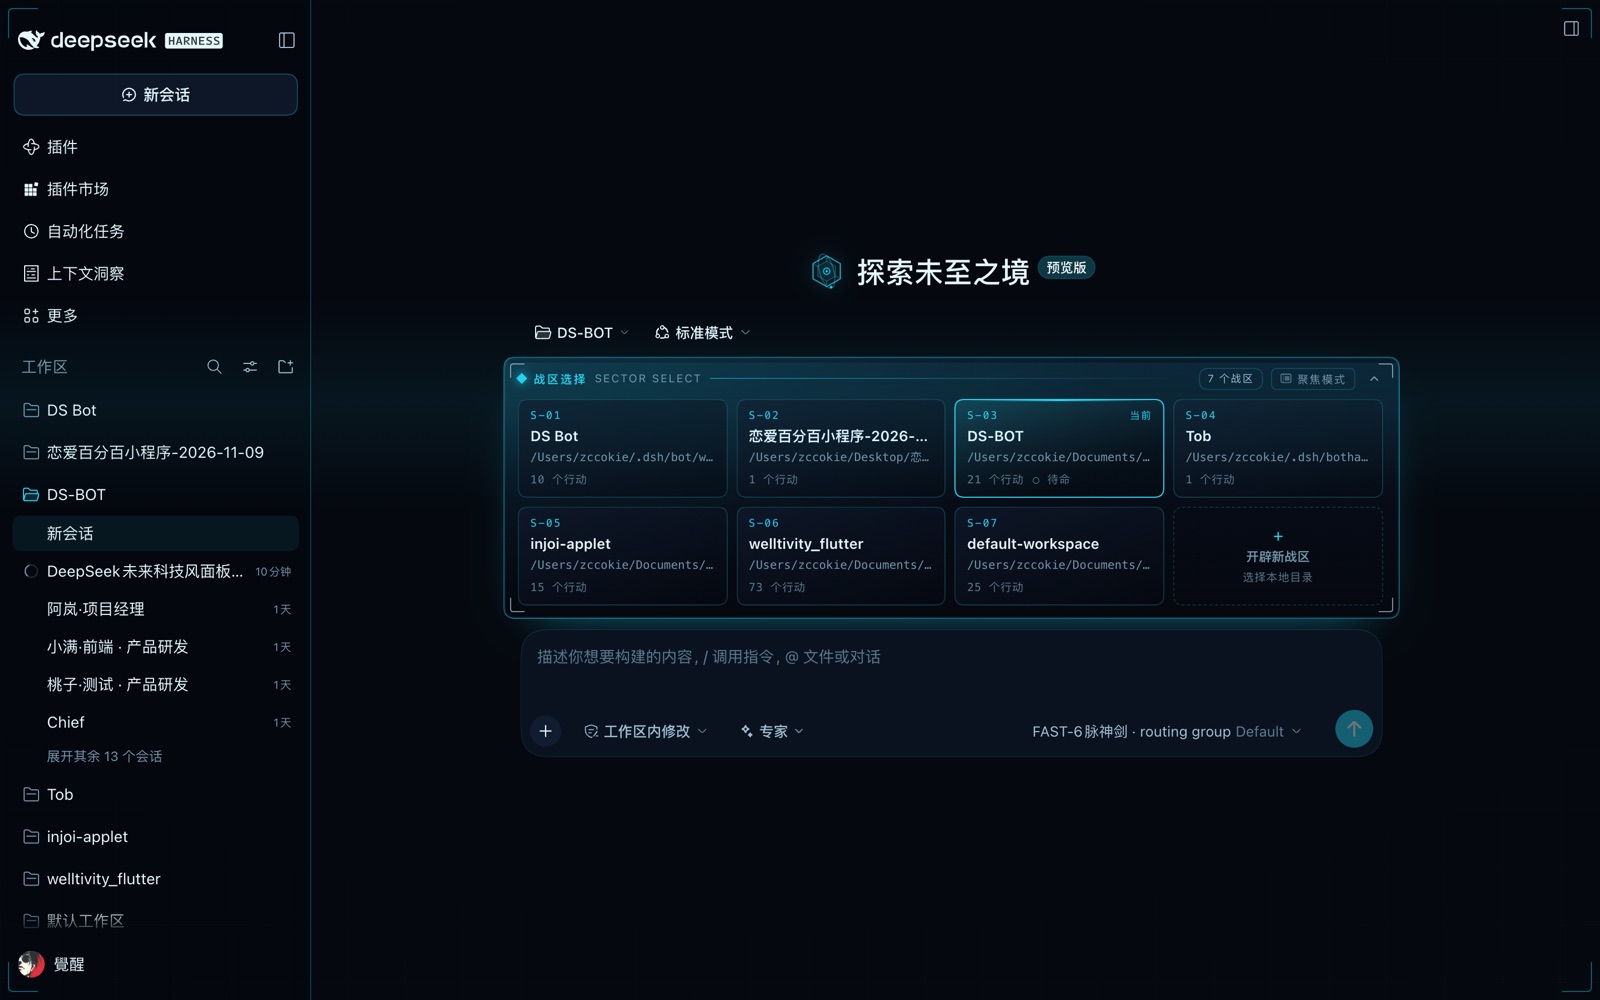 deepseek HARNESS
新会话
插件
插件市场
自动化任务
上下文洞察
更多
工作区
DS Bot
恋爱百分百小程序-2026-11-09
DS-BOT
新会话
DeepSeek未来科技风面板... 10分钟
阿岚·项目经理 1天
小满·前端 · 产品研发 1天
桃子·测试 · 产品研发 1天
Chief 1天
展开其余 13 个会话
Tob
injoi-applet
welltivity_flutter
默认工作区
覺醒
探索未至之境 预览版
DS-BOT 标准模式
战区选择 SECTOR SELECT 7 个战区 聚焦模式
S-01
DS Bot
/Users/zccokie/.dsh/bot/w…
10 个行动
S-02
恋爱百分百小程序-2026-...
/Users/zccokie/Desktop/恋…
1 个行动
S-03 当前
DS-BOT
/Users/zccokie/Documents/…
21 个行动 ○ 待命
S-04
Tob
/Users/zccokie/.dsh/botha…
1 个行动
S-05
injoi-applet
/Users/zccokie/Documents/…
15 个行动
S-06
welltivity_flutter
/Users/zccokie/Documents/…
73 个行动
S-07
default-workspace
/Users/zccokie/Documents/…
25 个行动
+
开辟新战区
选择本地目录
描述你想要构建的内容, / 调用指令, @ 文件或对话
工作区内修改 专家 FAST-6脉神剑 · routing group Default